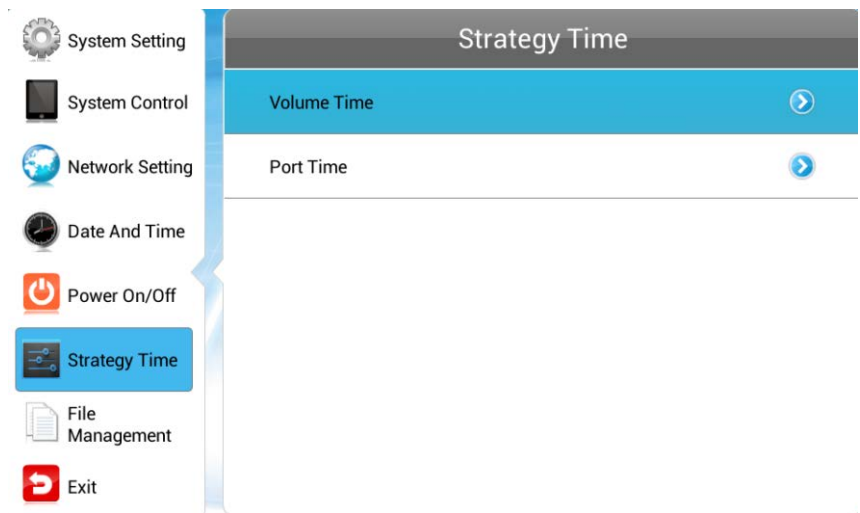 System Setting
System Control
Network Setting
Date And Time
Power On/Off
Strategy Time
File
Management
Exit
Strategy Time
Volume Time
Port Time